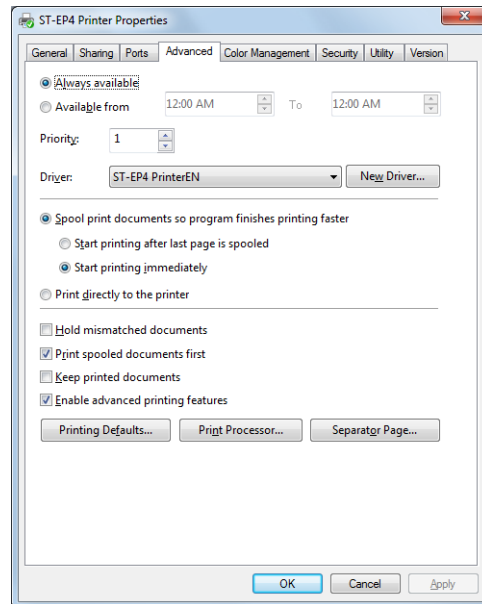 ST-EP4 Printer Properties
General Sharing Ports Advanced Color Management Security Utility Version
Always available
Available from 12:00 AM To 12:00 AM
Priority: 1
Driver: ST-EP4 PrinterEN New Driver...
Spool print documents so program finishes printing faster
Start printing after last page is spooled
Start printing immediately
Print directly to the printer
Hold mismatched documents
Print spooled documents first
Keep printed documents
Enable advanced printing features
Printing Defaults... Print Processor... Separator Page...
OK Cancel Apply